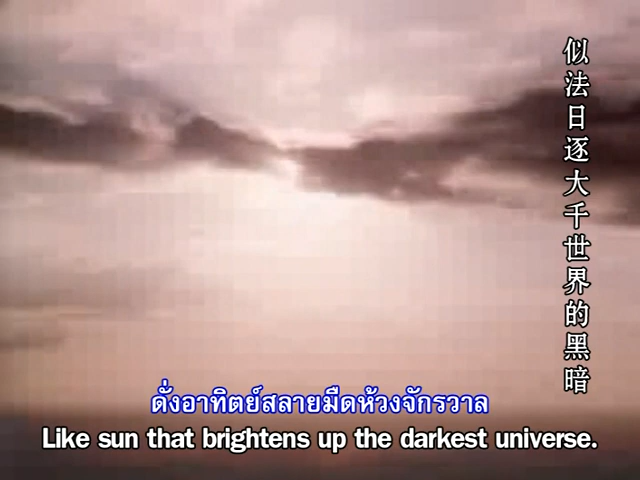 似法日逐大千世界的黑暗
ดั่งอาทิตย์สลายมืดห้วงจักรวาล
Like sun that brightens up the darkest universe.